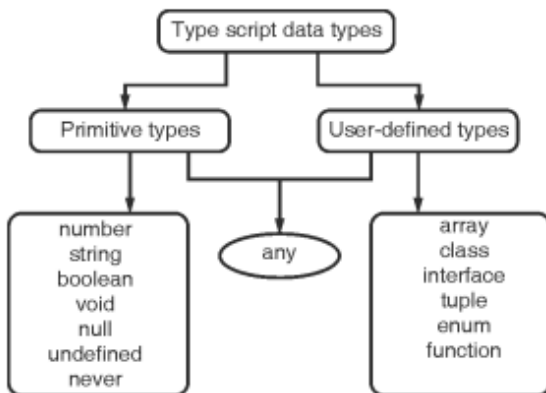 Type script data types
Primitive types
User-defined types
any
number
string
boolean
void
null
undefined
never
array
class
interface
tuple
enum
function